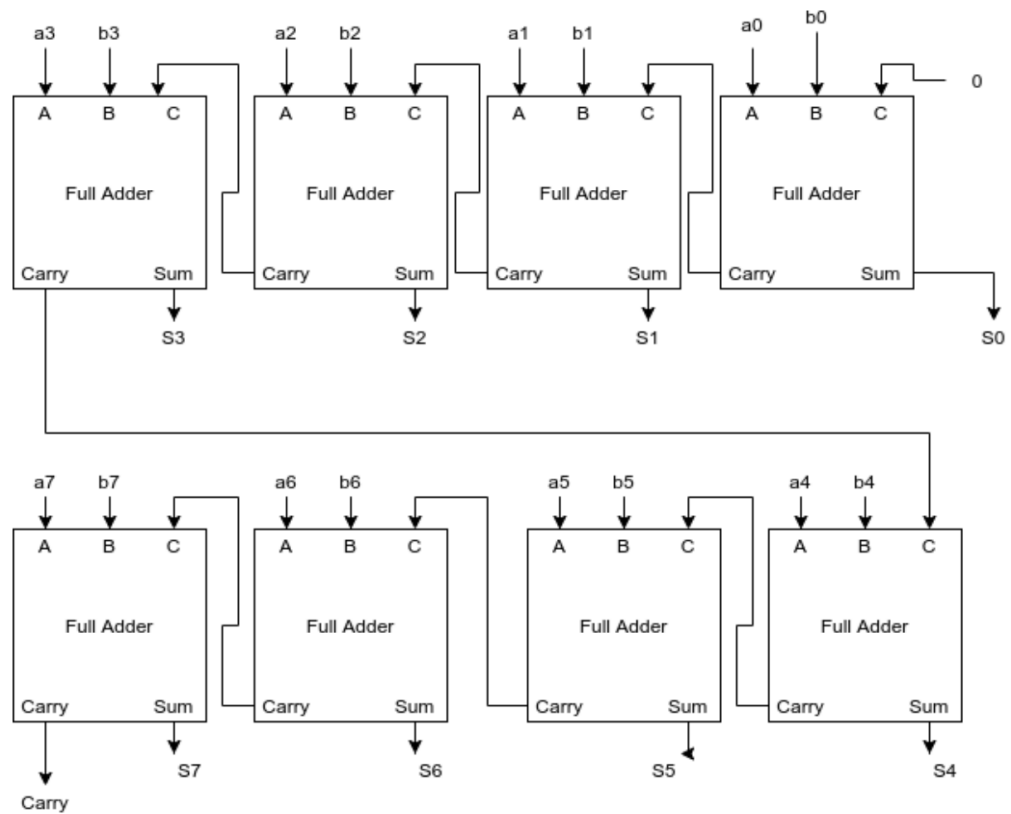 b0
a3 b3 a2 b2 a1 b1 a0
0
A B C A B C A B C A B C
Full Adder Full Adder Full Adder Full Adder
Carry Sum Carry Sum Carry Sum Carry Sum
S3 S2 S1 S0
a7 b7 a6 b6 a5 b5 a4 b4
A B C A B C A B C A B C
Full Adder Full Adder Full Adder Full Adder
Carry Sum Carry Sum Carry Sum Carry Sum
S7 S6 S5 S4
Carry